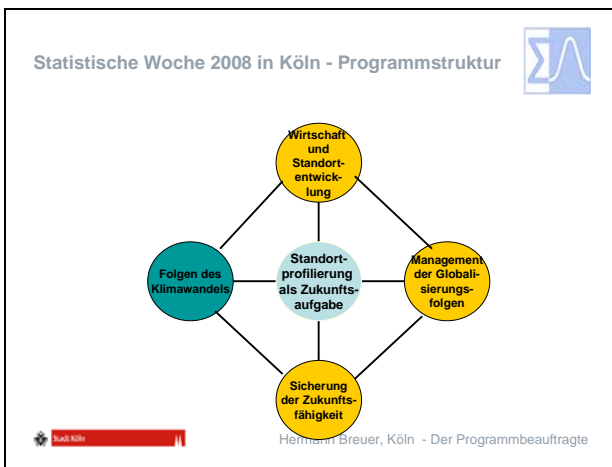 Statistische Woche 2008 in Köln - Programmstruktur
Wirtschaft
und
Standort-
entwick-
lung
Folgen des
Klimawandels
Standort-
profilierung
als Zukunfts-
aufgabe
Management
der Globali-
sierungs-
folgen
Sicherung
der Zukunfts-
fähigkeit
Stadt Köln
Hermann Breuer, Köln - Der Programmbeauftragte